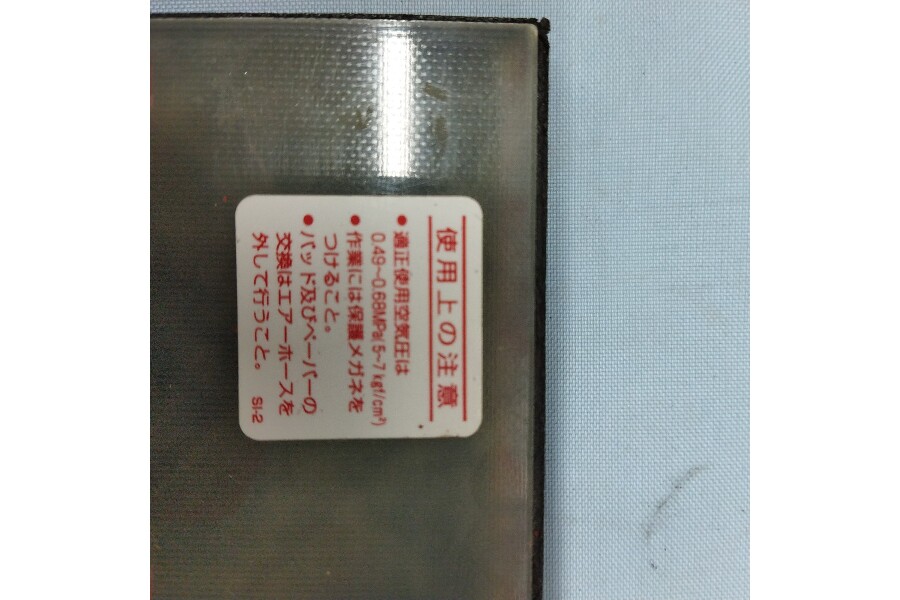 使用上の注意
● 適正使用空気圧は
0.49~0.68MPa(5~7kgf/cm²)
● 作業には保護メガネを
つけること。
● パッド及びペーパーの
交換はエアーホースを
外して行うこと。
SI-2